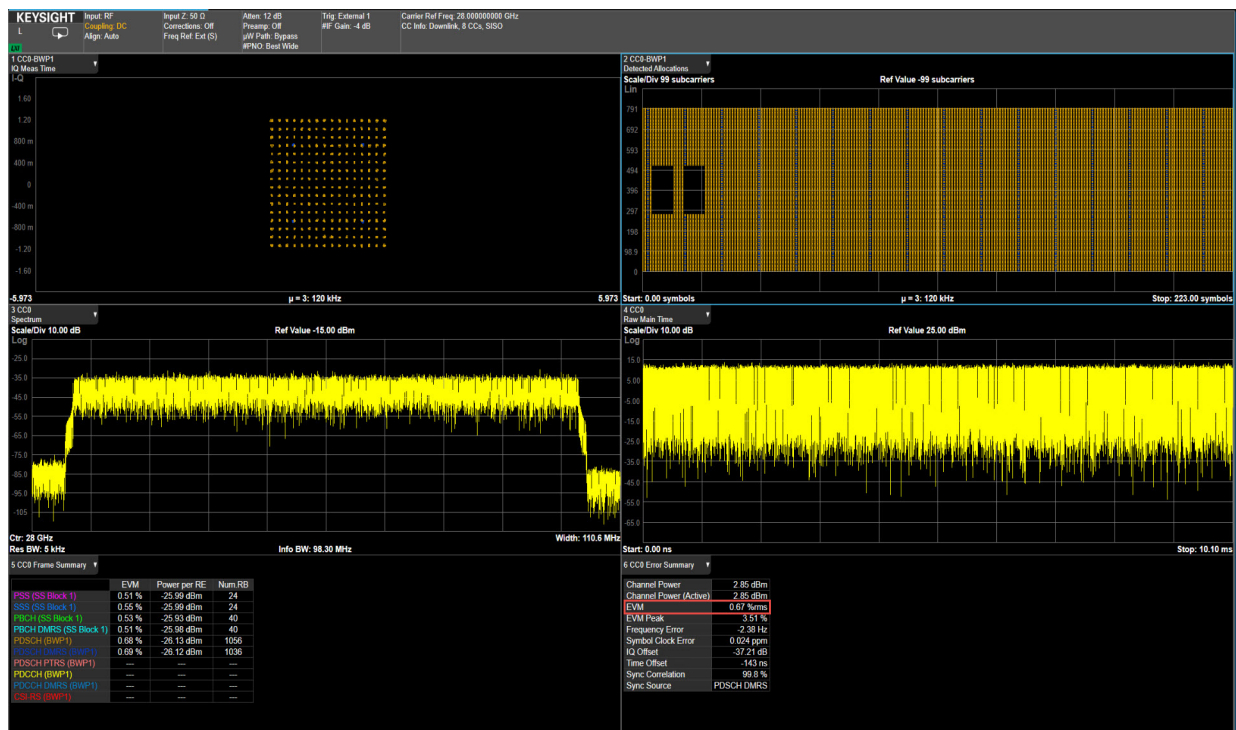 KEYSIGHT
L
LXI
Input: RF
Coupling: DC
Align: Auto
Input Z: 50 Ω
Corrections: Off
Freq Ref: Ext (S)
Atten: 12 dB
Preamp: Off
µW Path: Bypass
#PNO: Best Wide
Trig: External 1
#IF Gain: -4 dB
Carrier Ref Freq: 28.000000000 GHz
CC Info: Downlink, 8 CCs, SISO
1 CC0-BWP1
IQ Meas Time
I-Q
1.60
1.20
800 m
400 m
0
-400 m
-800 m
-1.20
-1.60
-5.973
µ = 3: 120 kHz
5.973
2 CC0-BWP1
Detected Allocations
Scale/Div 99 subcarriers
Ref Value -99 subcarriers
Lin
791
692
593
494
396
297
198
98.9
0
Start: 0.00 symbols
µ = 3: 120 kHz
Stop: 223.00 symbols
3 CC0
Spectrum
Scale/Div 10.00 dB
Ref Value -15.00 dBm
Log
-25.0
-35.0
-45.0
-55.0
-65.0
-75.0
-85.0
-95.0
-105
Ctr: 28 GHz
Width: 110.6 MHz
Res BW: 5 kHz
Info BW: 98.30 MHz
4 CC0
Raw Main Time
Scale/Div 10.00 dB
Ref Value 25.00 dBm
Log
15.0
5.00
-5.00
-15.0
-25.0
-35.0
-45.0
-55.0
-65.0
Start: 0.00 ns
Stop: 10.10 ms
5 CC0 Frame Summary
EVM Power per RE Num.RB
PSS (SS Block 1) 0.51 % -25.99 dBm 24
SSS (SS Block 1) 0.55 % -25.99 dBm 24
PBCH (SS Block 1) 0.53 % -25.93 dBm 40
PBCH DMRS (SS Block 1) 0.51 % -25.98 dBm 40
PDSCH (BWP1) 0.68 % -26.13 dBm 1056
PDSCH DMRS (BWP1) 0.69 % -26.12 dBm 1036
PDSCH PTRS (BWP1) --- --- ---
PDCCH (BWP1) --- --- ---
PDCCH DMRS (BWP1) --- --- ---
CSI-RS (BWP1) --- --- ---
6 CC0 Error Summary
Channel Power 2.85 dBm
Channel Power (Active) 2.85 dBm
EVM 0.67 %rms
EVM Peak 3.51 %
Frequency Error -2.38 Hz
Symbol Clock Error 0.024 ppm
IQ Offset -37.21 dB
Time Offset -143 ns
Sync Correlation 99.8 %
Sync Source PDSCH DMRS